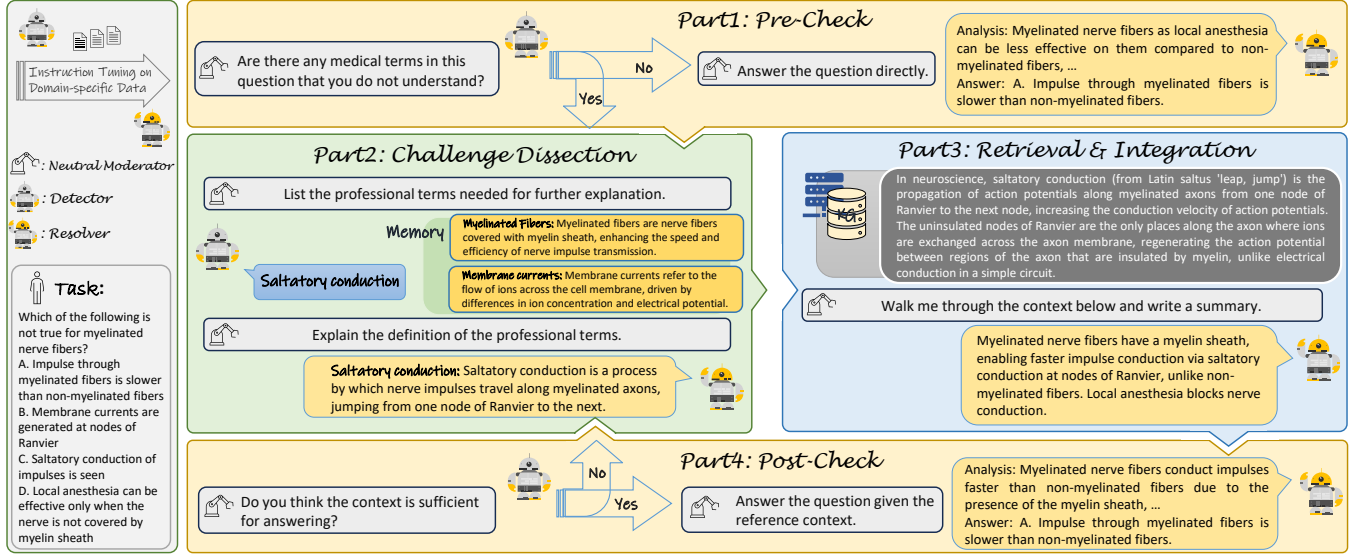 Instruction Tuning on
Domain-specific Data
: Neutral Moderator
: Detector
: Resolver
Task:
Which of the following is
not true for myelinated
nerve fibers?
A. Impulse through
myelinated fibers is slower
than non-myelinated fibers
B. Membrane currents are
generated at nodes of
Ranvier
C. Saltatory conduction of
impulses is seen
D. Local anesthesia can be
effective only when the
nerve is not covered by
myelin sheath
Part1: Pre-Check
Are there any medical terms in this
question that you do not understand?
No
Yes
Answer the question directly.
Analysis: Myelinated nerve fibers as local anesthesia
can be less effective on them compared to non-
myelinated fibers, ...
Answer: A. Impulse through myelinated fibers is
slower than non-myelinated fibers.
Part2: Challenge Dissection
List the professional terms needed for further explanation.
Memory
Myelinated Fibers: Myelinated fibers are nerve fibers
covered with myelin sheath, enhancing the speed and
efficiency of nerve impulse transmission.
Saltatory conduction
Membrane currents: Membrane currents refer to the
flow of ions across the cell membrane, driven by
differences in ion concentration and electrical potential.
Explain the definition of the professional terms.
Saltatory conduction: Saltatory conduction is a process
by which nerve impulses travel along myelinated axons,
jumping from one node of Ranvier to the next.
Part3: Retrieval & Integration
KG
In neuroscience, saltatory conduction (from Latin saltus 'leap, jump') is the
propagation of action potentials along myelinated axons from one node of
Ranvier to the next node, increasing the conduction velocity of action potentials.
The uninsulated nodes of Ranvier are the only places along the axon where ions
are exchanged across the axon membrane, regenerating the action potential
between regions of the axon that are insulated by myelin, unlike electrical
conduction in a simple circuit.
Walk me through the context below and write a summary.
Myelinated nerve fibers have a myelin sheath,
enabling faster impulse conduction via saltatory
conduction at nodes of Ranvier, unlike non-
myelinated fibers. Local anesthesia blocks nerve
conduction.
Part4: Post-Check
Do you think the context is sufficient
for answering?
No
Yes
Answer the question given the
reference context.
Analysis: Myelinated nerve fibers conduct impulses
faster than non-myelinated fibers due to the
presence of the myelin sheath, ...
Answer: A. Impulse through myelinated fibers is
slower than non-myelinated fibers.